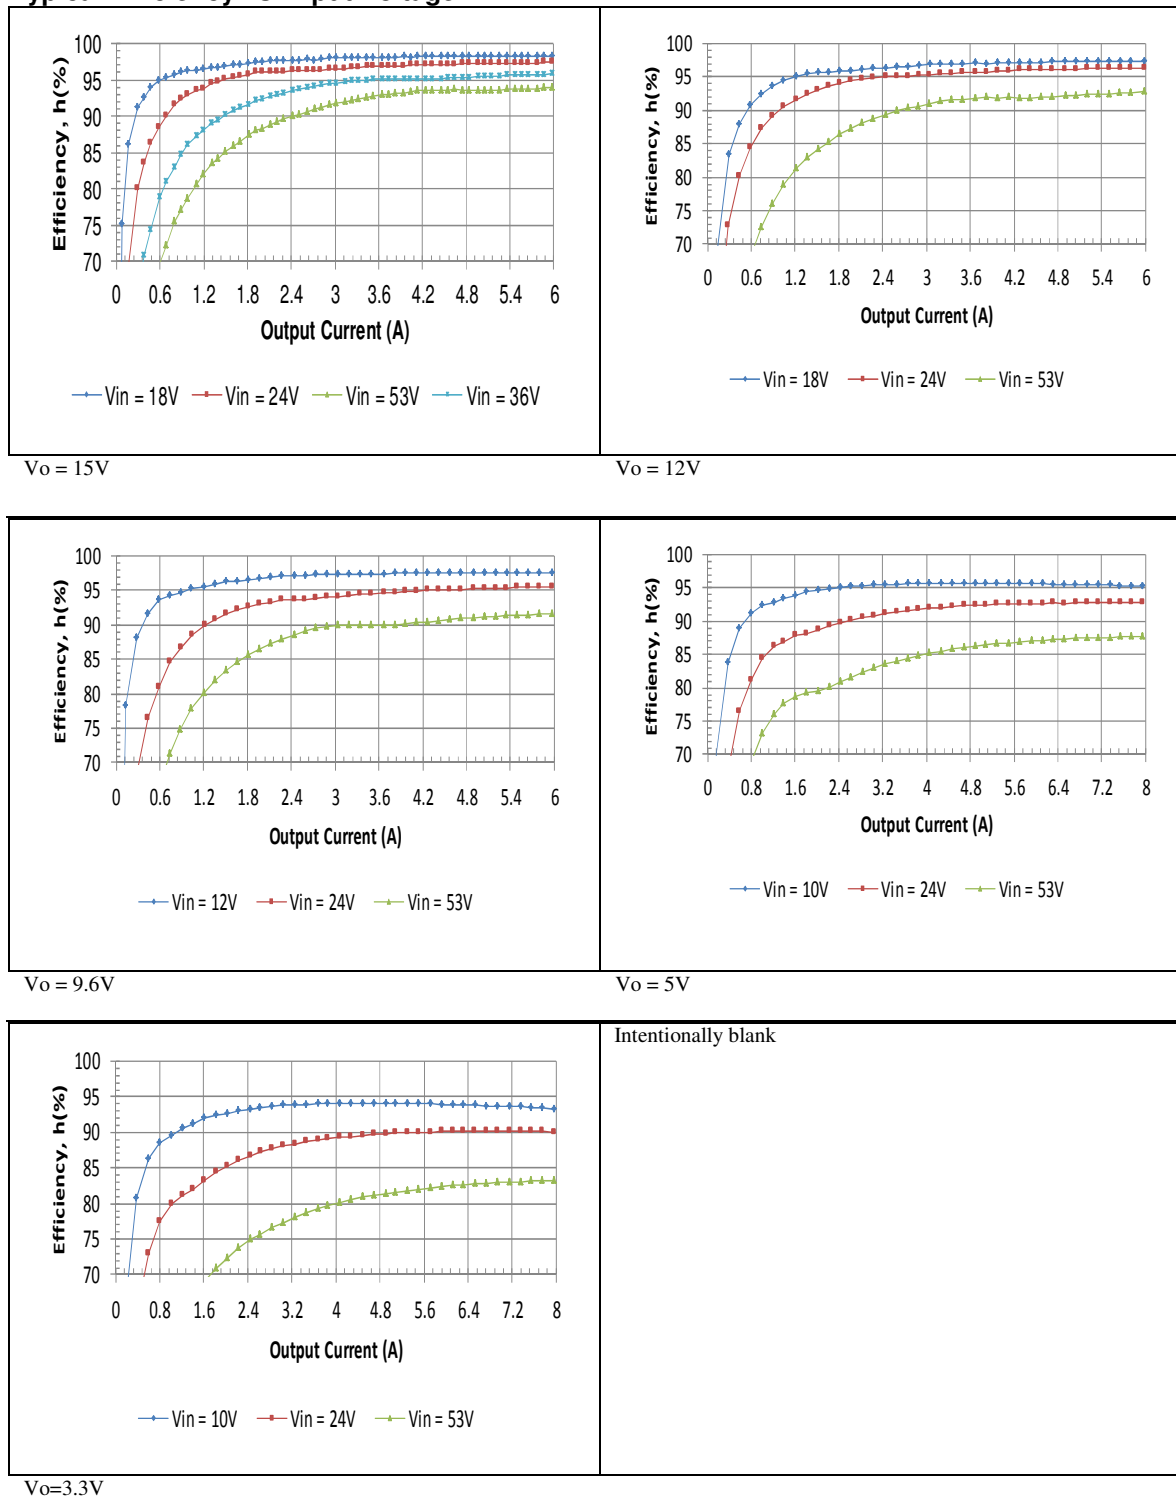 100
95
90
85
80
75
70
Efficiency, h(%)
0 0.6 1.2 1.8 2.4 3 3.6 4.2 4.8 5.4 6
Output Current (A)
Vin = 18V Vin = 24V Vin = 53V Vin = 36V
100
95
90
85
80
75
70
Efficiency, h(%)
0 0.6 1.2 1.8 2.4 3 3.6 4.2 4.8 5.4 6
Output Current (A)
Vin = 18V Vin = 24V Vin = 53V
Vo = 15V
Vo = 12V
100
95
90
85
80
75
70
Efficiency, h(%)
0 0.6 1.2 1.8 2.4 3 3.6 4.2 4.8 5.4 6
Output Current (A)
Vin = 12V Vin = 24V Vin = 53V
100
95
90
85
80
75
70
Efficiency, h(%)
0 0.8 1.6 2.4 3.2 4 4.8 5.6 6.4 7.2 8
Output Current (A)
Vin = 10V Vin = 24V Vin = 53V
Vo = 9.6V
Vo = 5V
100
95
90
85
80
75
70
Efficiency, h(%)
0 0.8 1.6 2.4 3.2 4 4.8 5.6 6.4 7.2 8
Output Current (A)
Vin = 10V Vin = 24V Vin = 53V
Intentionally blank
Vo=3.3V